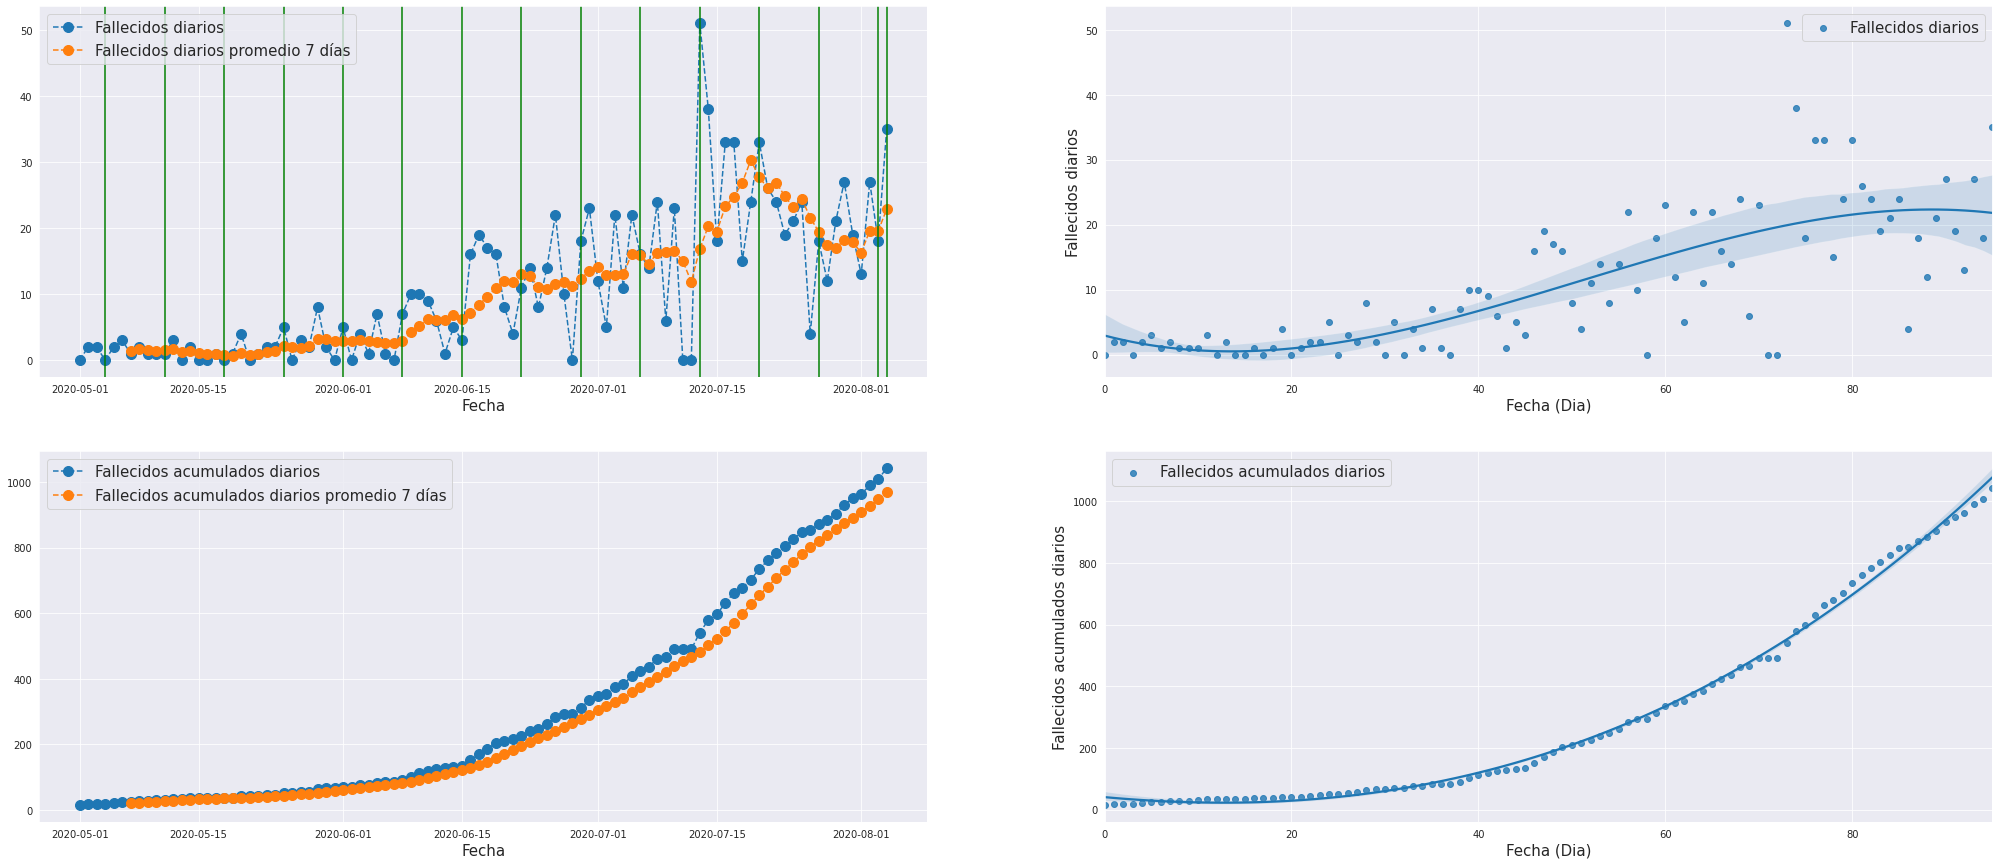 Fallecidos diarios
Fallecidos diarios promedio 7 días
50
40
30
20
10
0
2020-05-01 2020-05-15 2020-06-01 2020-06-15 2020-07-01 2020-07-15 2020-08-01
Fecha
Fallecidos diarios
Fallecidos diarios
50
40
30
20
10
0
0 20 40 60 80
Fecha (Dia)
Fallecidos acumulados diarios
Fallecidos acumulados diarios promedio 7 días
1000
800
600
400
200
0
2020-05-01 2020-05-15 2020-06-01 2020-06-15 2020-07-01 2020-07-15 2020-08-01
Fecha
Fallecidos acumulados diarios
Fallecidos acumulados diarios
1000
800
600
400
200
0
0 20 40 60 80
Fecha (Dia)